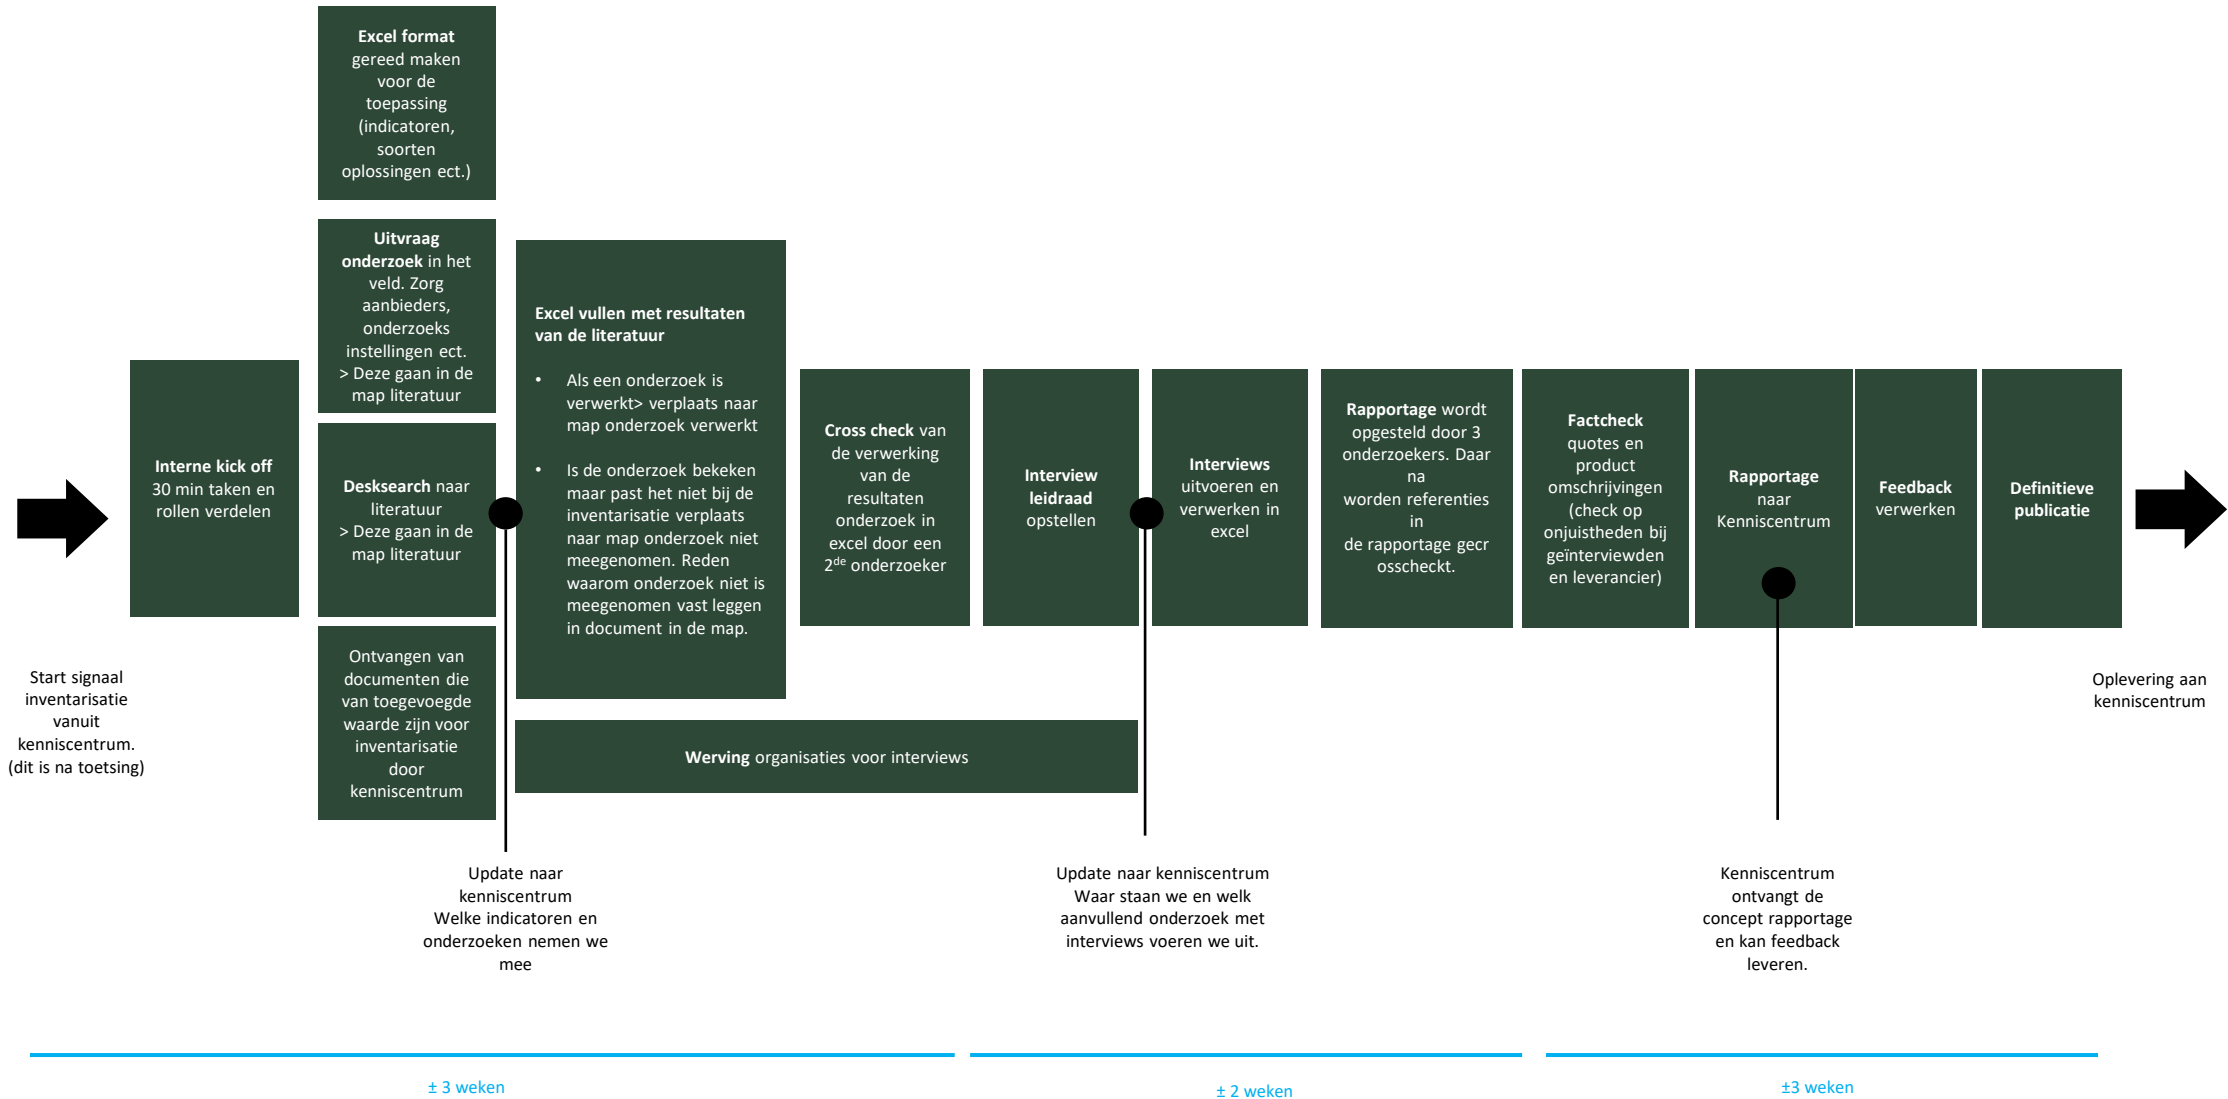 Excel format
gereed maken
voor de
toepassing
(indicatoren,
soorten
oplossingen ect.)
Uitvraag
onderzoek in het
veld. Zorg
aanbieders,
onderzoeks
instellingen ect.
> Deze gaan in de
map literatuur
Interne kick off
30 min taken en
rollen verdelen
Desksearch naar
literatuur
> Deze gaan in de
map literatuur
Ontvangen van
documenten die
van toegevoegde
waarde zijn voor
inventarisatie
door
kenniscentrum
Excel vullen met resultaten
van de literatuur
• Als een onderzoek is
verwerkt> verplaats naar
map onderzoek verwerkt
• Is de onderzoek bekeken
maar past het niet bij de
inventarisatie verplaats
naar map onderzoek niet
meegenomen. Reden
waarom onderzoek niet is
meegenomen vast leggen
in document in de map.
Cross check van
de verwerking
van de
resultaten
onderzoek in
excel door een
2de onderzoeker
Interview
leidraad
opstellen
Interviews
uitvoeren en
verwerken in
excel
Rapportage wordt
opgesteld door 3
onderzoekers. Daar
na
worden referenties
in
de rapportage gecr
osscheckt.
Factcheck
quotes en
product
omschrijvingen
(check op
onjuistheden bij
geïnterviewden
en leverancier)
Rapportage
naar
Kenniscentrum
Feedback
verwerken
Definitieve
publicatie
Werving organisaties voor interviews
Start signaal
inventarisatie
vanuit
kenniscentrum.
(dit is na toetsing)
Oplevering aan
kenniscentrum
Update naar
kenniscentrum
Welke indicatoren en
onderzoeken nemen we
mee
Update naar kenniscentrum
Waar staan we en welk
aanvullend onderzoek met
interviews voeren we uit.
Kenniscentrum
ontvangt de
concept rapportage
en kan feedback
leveren.
± 3 weken
± 2 weken
±3 weken